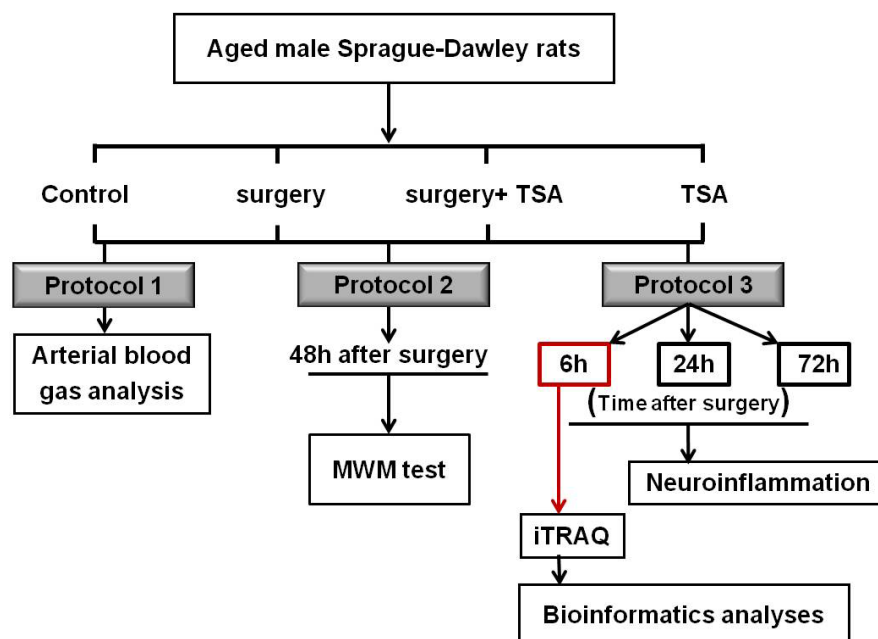 Aged male Sprague-Dawley rats
Control surgery surgery+ TSA TSA
Protocol 1 Protocol 2 Protocol 3
Arterial blood
gas analysis
48h after surgery
6h 24h 72h
(Time after surgery)
MWM test
Neuroinflammation
iTRAQ
Bioinformatics analyses